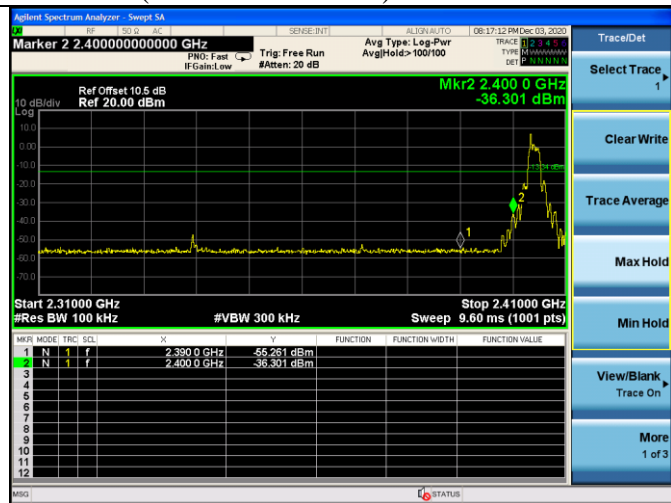 Agilent Spectrum Analyzer - Swept SA
RF 50 Ω AC SENSE:INT ALIGNAUTO 08:17:12 PM Dec 03, 2020
Marker 2 2.400000000000 GHz
PNO: Fast
IFGain:Low
Trig: Free Run
#Atten: 20 dB
Avg Type: Log-Pwr
Avg|Hold:>100/100
TRACE 1 2 3 4 5 6
TYPE M
DET P N N N N N
Ref Offset 10.5 dB
10 dB/div Ref 20.00 dBm
Log
Mkr2 2.400 0 GHz
-36.301 dBm
10.0
0.00
-10.0
-20.0
-30.0
-40.0
-50.0
-60.0
-70.0
-13.34 dBm
2
1
Start 2.31000 GHz Stop 2.41000 GHz
#Res BW 100 kHz #VBW 300 kHz Sweep 9.60 ms (1001 pts)
MKR MODE TRC SCL X Y FUNCTION FUNCTION WIDTH FUNCTION VALUE
1 N 1 f 2.390 0 GHz -55.261 dBm
2 N 1 f 2.400 0 GHz -36.301 dBm
3
4
5
6
7
8
9
10
11
12
MSG STATUS
Trace/Det
Select Trace
1
Clear Write
Trace Average
Max Hold
Min Hold
View/Blank
Trace On
More
1 of 3